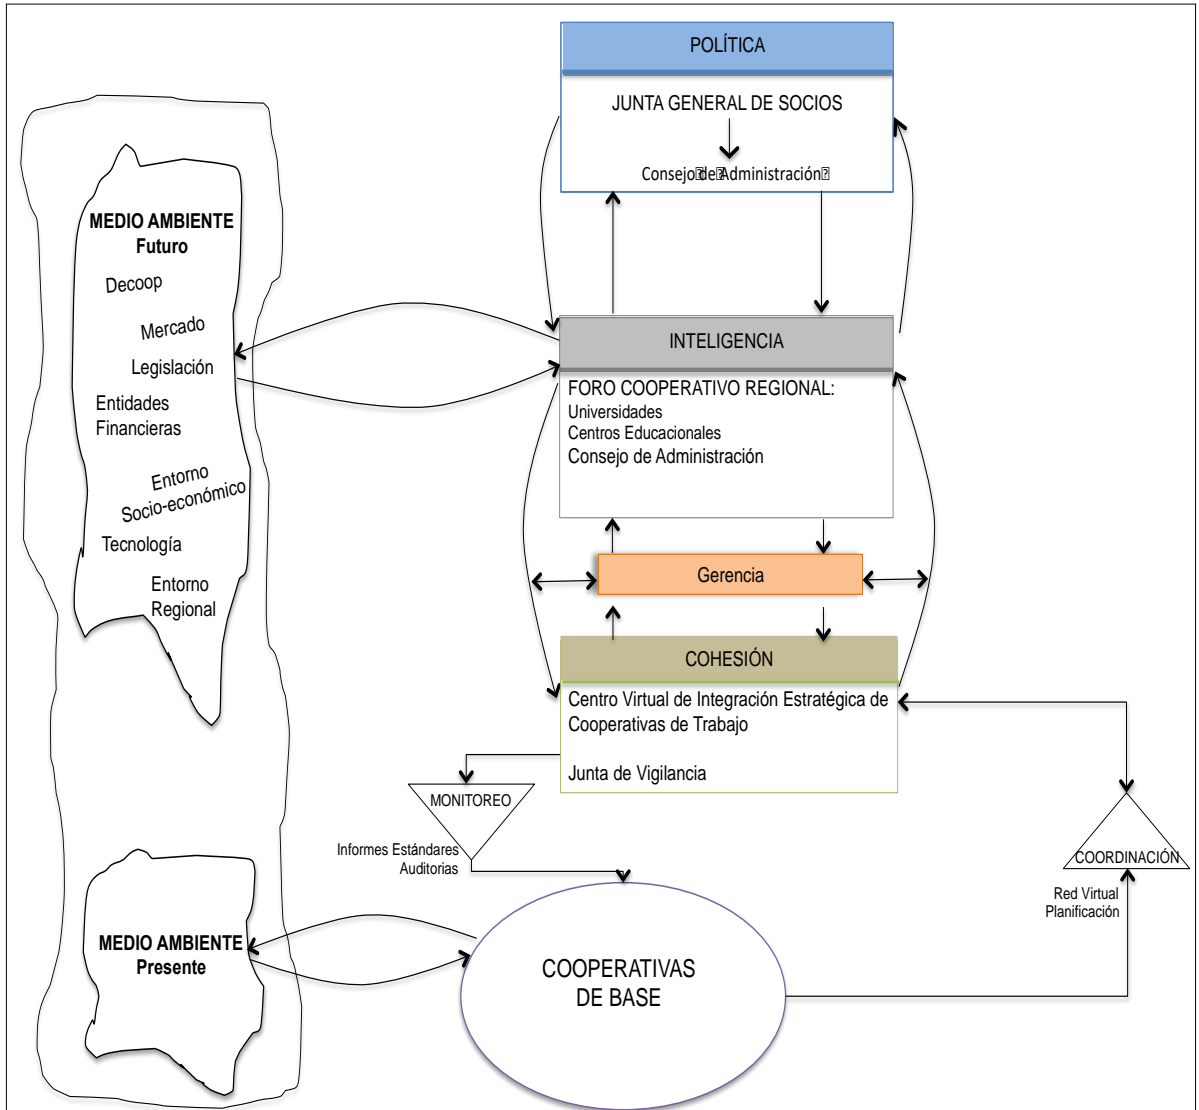 POLÍTICA
JUNTA GENERAL DE SOCIOS
Consejo de Administración
MEDIO AMBIENTE
Futuro
Decoop
Mercado
Legislación
Entidades
Financieras
Entorno
Socio-económico
Tecnología
Entorno
Regional
INTELIGENCIA
FORO COOPERATIVO REGIONAL:
Universidades
Centros Educacionales
Consejo de Administración
Gerencia
COHESIÓN
Centro Virtual de Integración Estratégica de
Cooperativas de Trabajo
Junta de Vigilancia
MONITOREO
Informes Estándares
Auditorias
COORDINACIÓN
Red Virtual
Planificación
MEDIO AMBIENTE
Presente
COOPERATIVAS
DE BASE